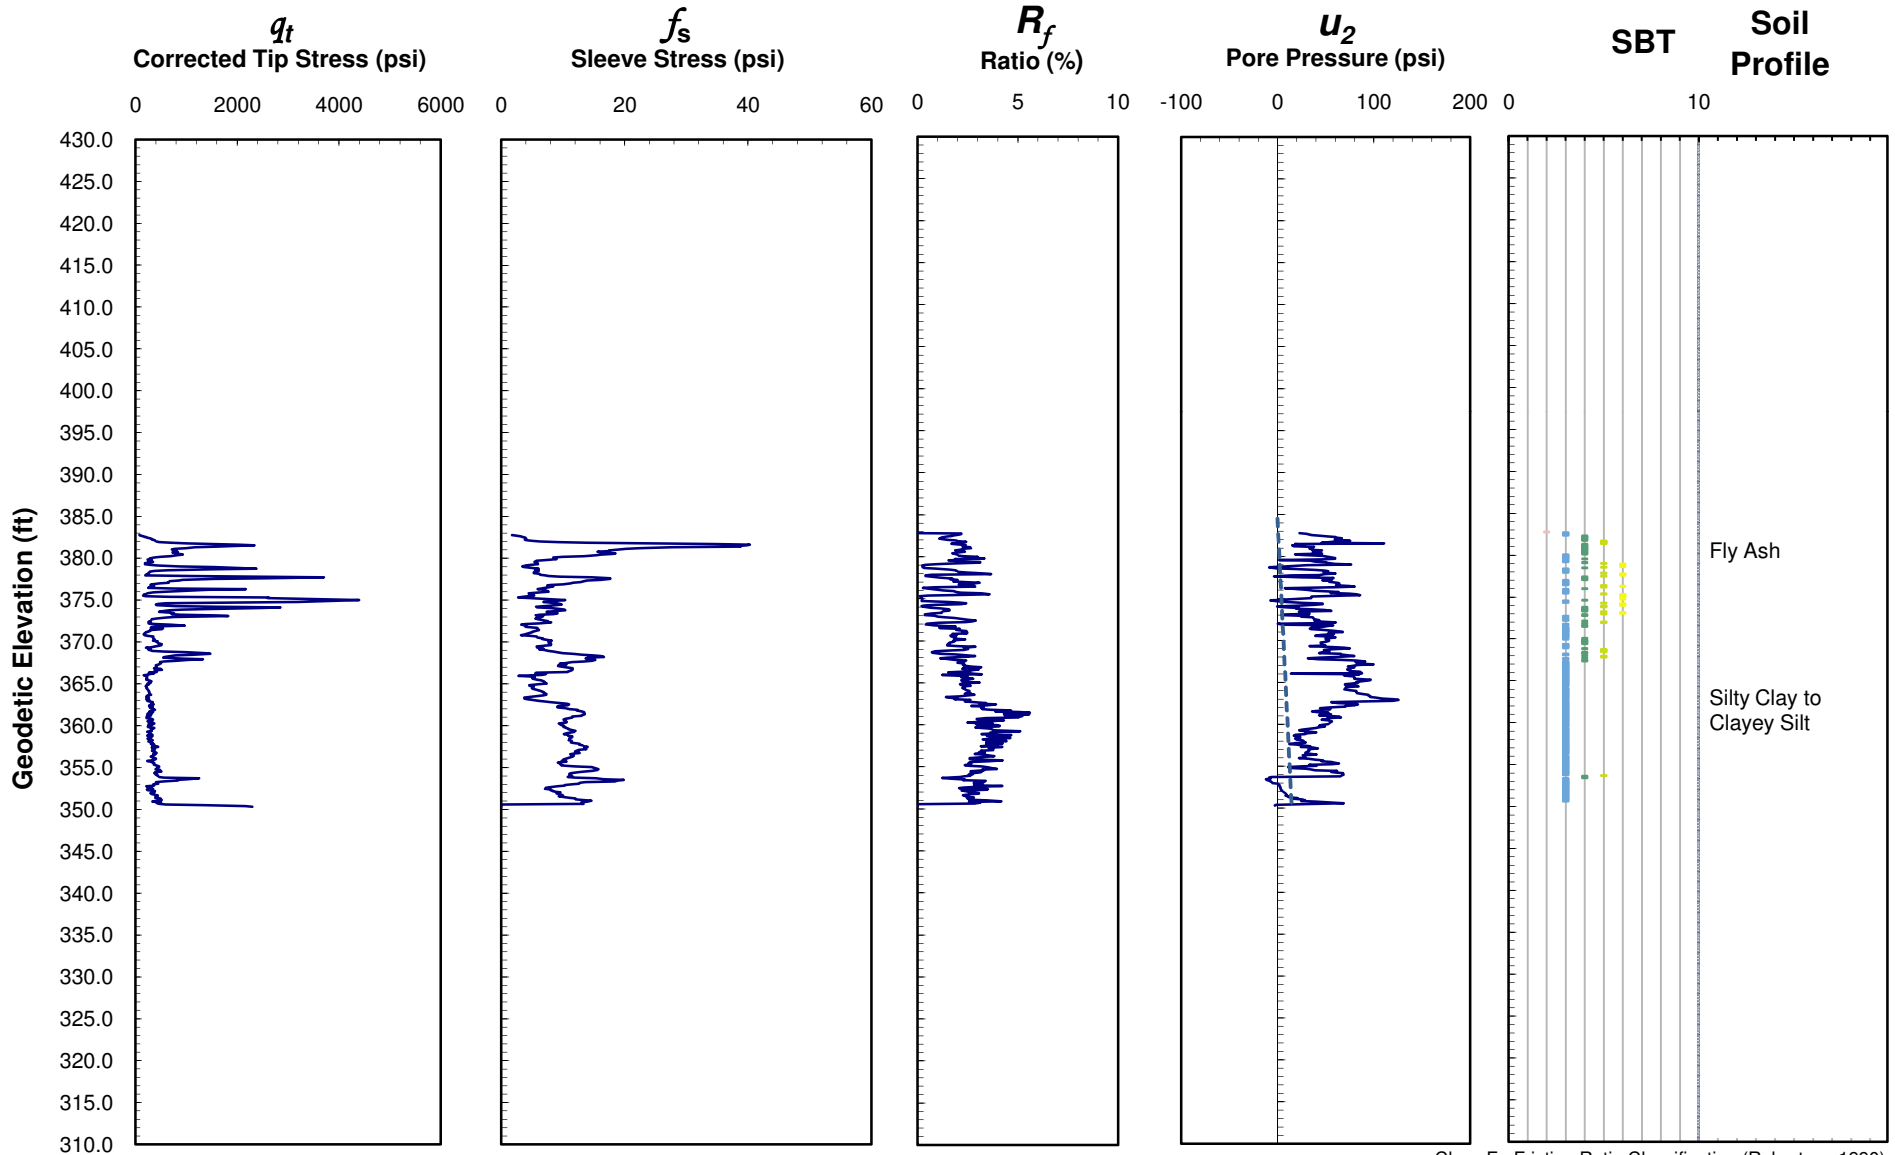 qt
Corrected Tip Stress (psi)
fs
Sleeve Stress (psi)
Rf
Ratio (%)
u2
Pore Pressure (psi)
SBT
Soil
Profile
0 2000 4000 6000
0 20 40 60
0 5 10
-100 0 100 200
0 10
Geodetic Elevation (ft)
430.0
425.0
420.0
415.0
410.0
405.0
400.0
395.0
390.0
385.0
380.0
375.0
370.0
365.0
360.0
355.0
350.0
345.0
340.0
335.0
330.0
325.0
320.0
315.0
310.0
Fly Ash
Silty Clay to
Clayey Silt